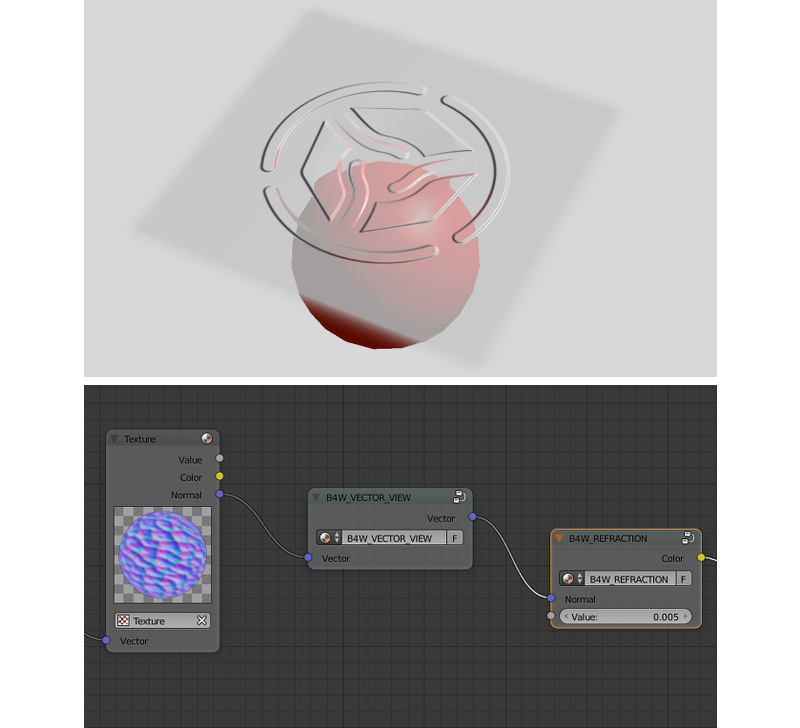 Texture
Value
Color
Normal
Texture
Vector
B4W_VECTOR_VIEW
Vector
B4W_VECTOR_VIEW F
Vector
B4W_REFRACTION
Color
B4W_REFRACTION F
Normal
Value: 0.005